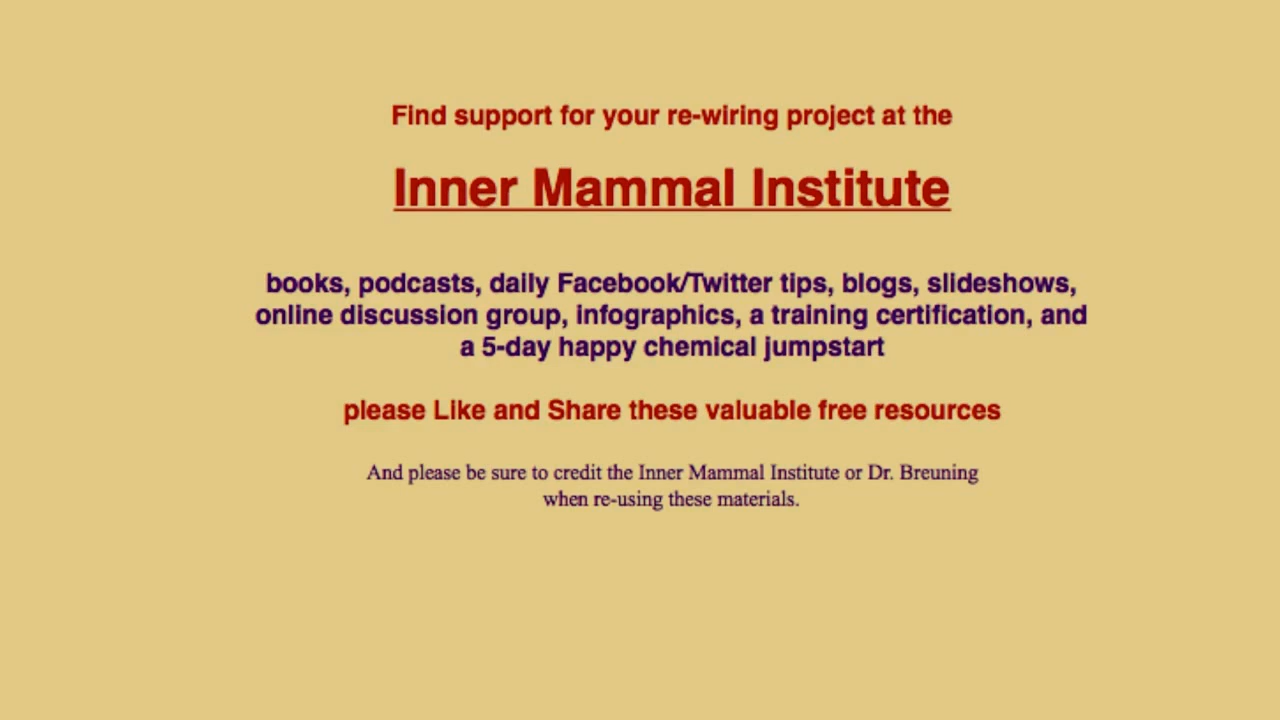 Find support for your re-wiring project at the
Inner Mammal Institute
books, podcasts, daily Facebook/Twitter tips, blogs, slideshows,
online discussion group, infographics, a training certification, and
a 5-day happy chemical jumpstart
please Like and Share these valuable free resources
And please be sure to credit the Inner Mammal Institute or Dr. Breuning
when re-using these materials.